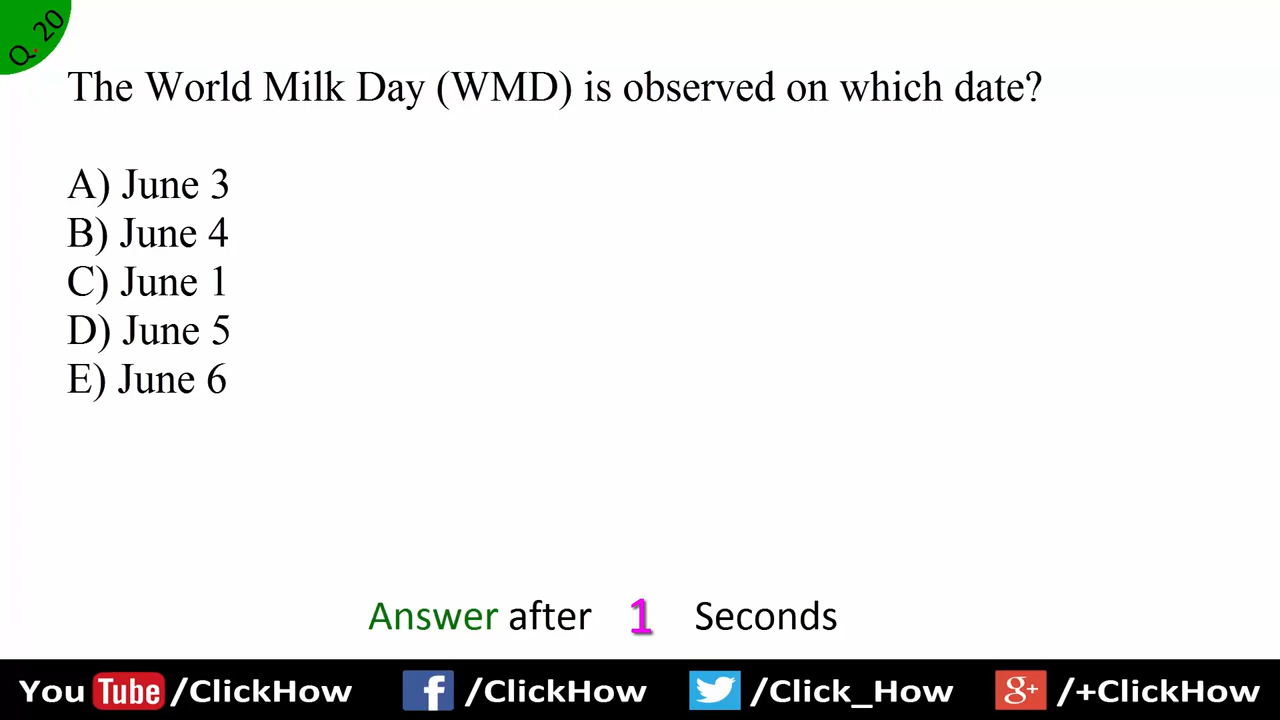 Q. 20
The World Milk Day (WMD) is observed on which date?
A) June 3
B) June 4
C) June 1
D) June 5
E) June 6
Answer after 1 Seconds
You Tube /ClickHow f /ClickHow /Click_How g+ /+ClickHow